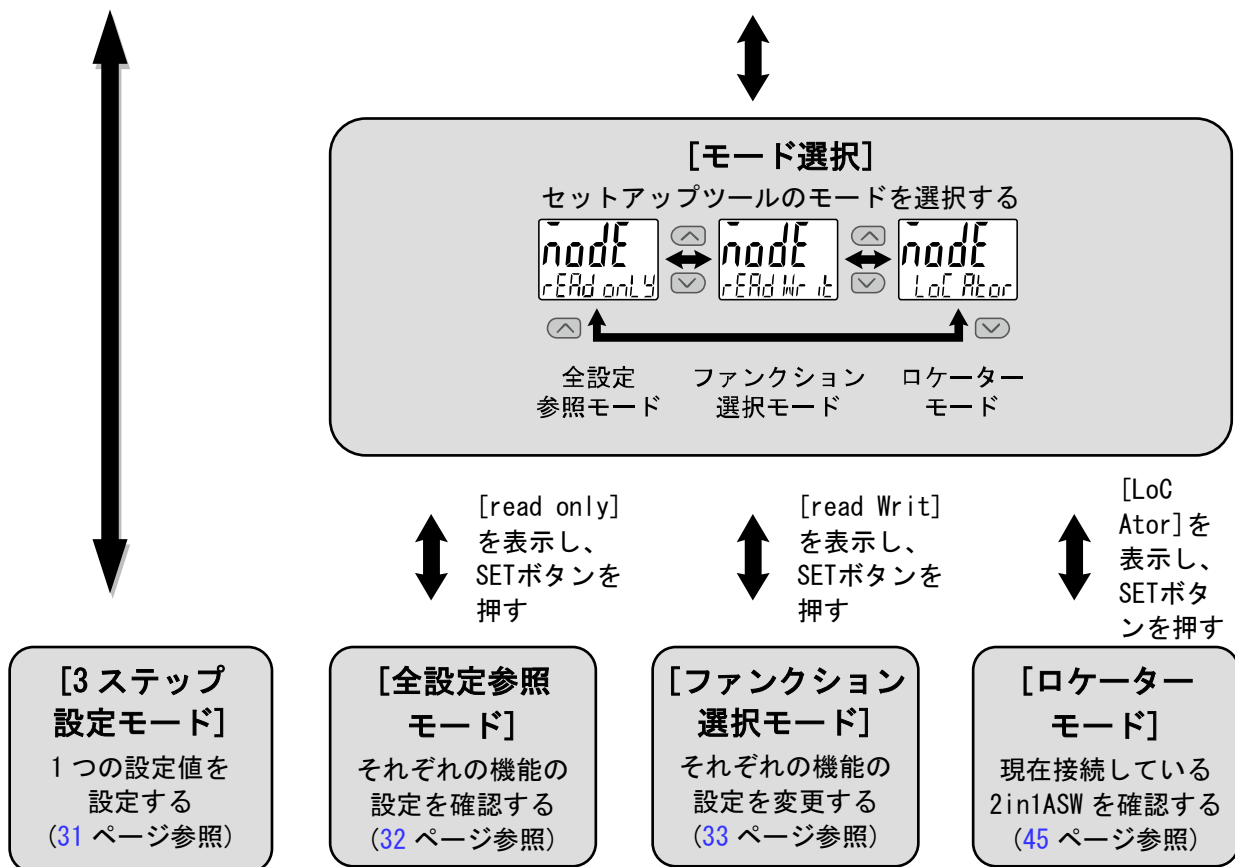 [モード選択]
セットアップツールのモードを選択する
nodE nodE nodE
rEAd onLY rEAd Writ LoC Ator
全設定
参照モード
ファンクション
選択モード
ロケーター
モード
[read only]
を表示し、
SETボタンを
押す
[read Writ]
を表示し、
SETボタンを
押す
[LoC
Ator]を
表示し、
SETボタ
ンを押す
[3 ステップ
設定モード]
1 つの設定値を
設定する
(31 ページ参照)
[全設定参照
モード]
それぞれの機能の
設定を確認する
(32 ページ参照)
[ファンクション
選択モード]
それぞれの機能の
設定を変更する
(33 ページ参照)
[ロケーター
モード]
現在接続している
2in1ASW を確認する
(45 ページ参照)